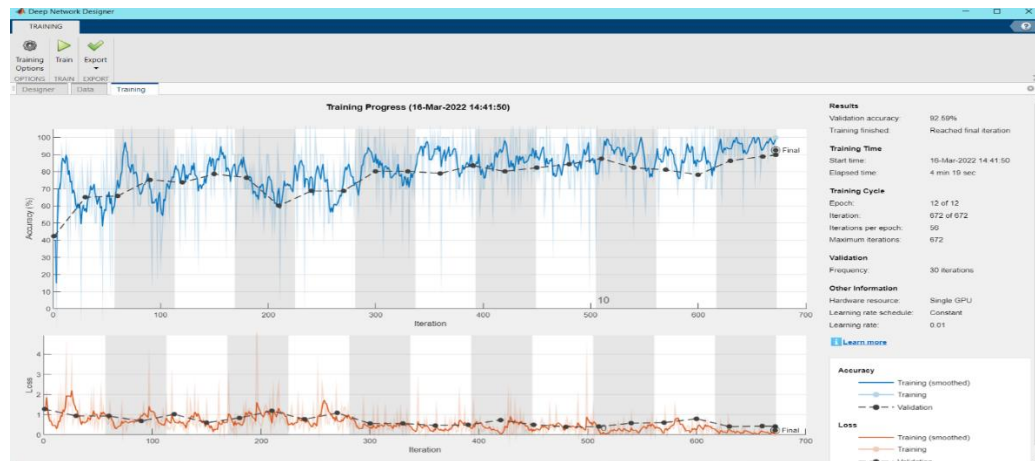 Deep Network Designer
TRAINING
Training Options
Train
Export
OPTIONS
TRAIN
EXPORT
Designer
Data
Training
Training Progress (16-Mar-2022 14:41:50)
100
90
80
70
60
50
40
30
20
10
0
Accuracy (%)
Final
10
0 100 200 300 400 500 600 700
Iteration
4
3
2
1
0
Loss
Final
0 100 200 300 400 500 600 700
Iteration
Results
Validation accuracy: 92.59%
Training finished: Reached final iteration
Training Time
Start time: 16-Mar-2022 14:41:50
Elapsed time: 4 min 19 sec
Training Cycle
Epoch: 12 of 12
Iteration: 672 of 672
Iterations per epoch: 56
Maximum iterations: 672
Validation
Frequency: 30 iterations
Other Information
Hardware resource: Single GPU
Learning rate schedule: Constant
Learning rate: 0.01
Learn more
Accuracy
Training (smoothed)
Training
Validation
Loss
Training (smoothed)
Training
Validation